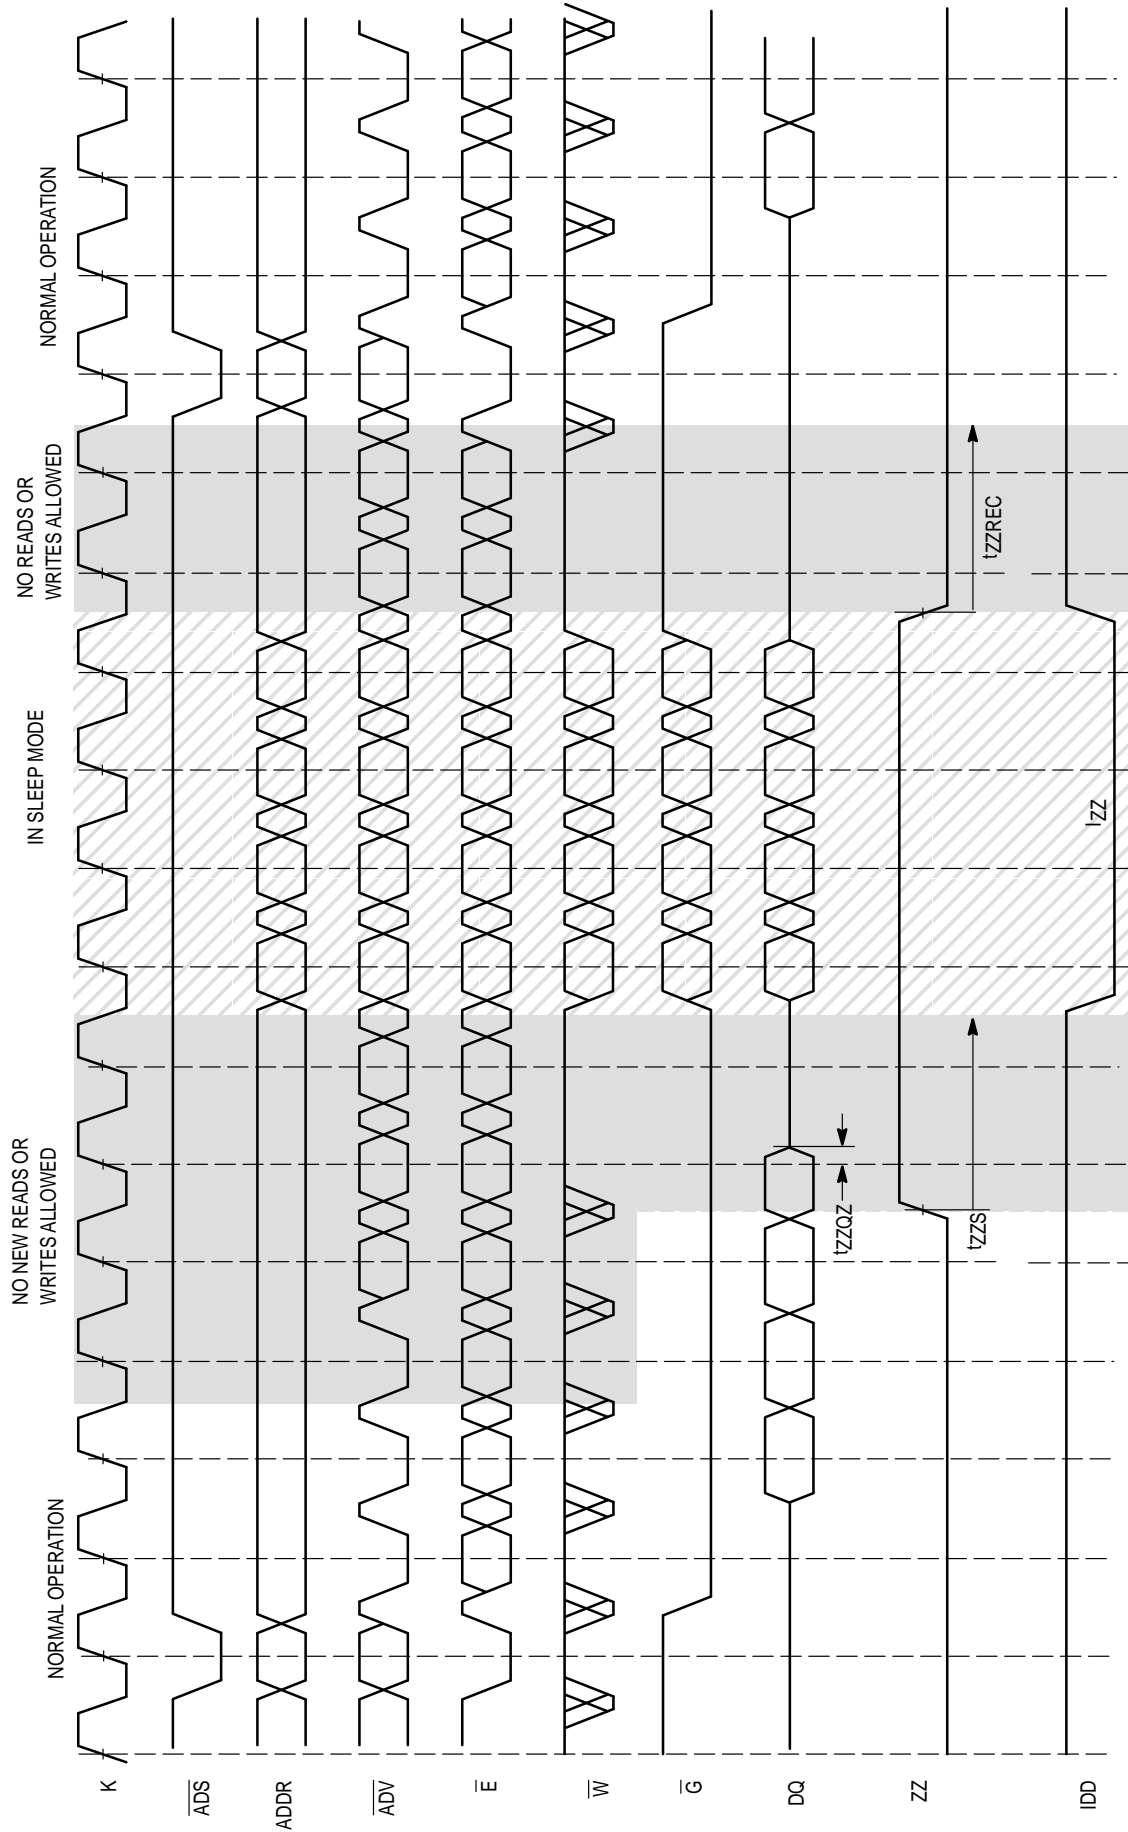 NORMAL OPERATION
NO NEW READS OR
WRITES ALLOWED
IN SLEEP MODE
NO READS OR
WRITES ALLOWED
NORMAL OPERATION
K
ADS
ADDR
ADV
E
W
G
DQ
tZZQZ
ZZ
tZZS
tZZREC
IDD
IZZ